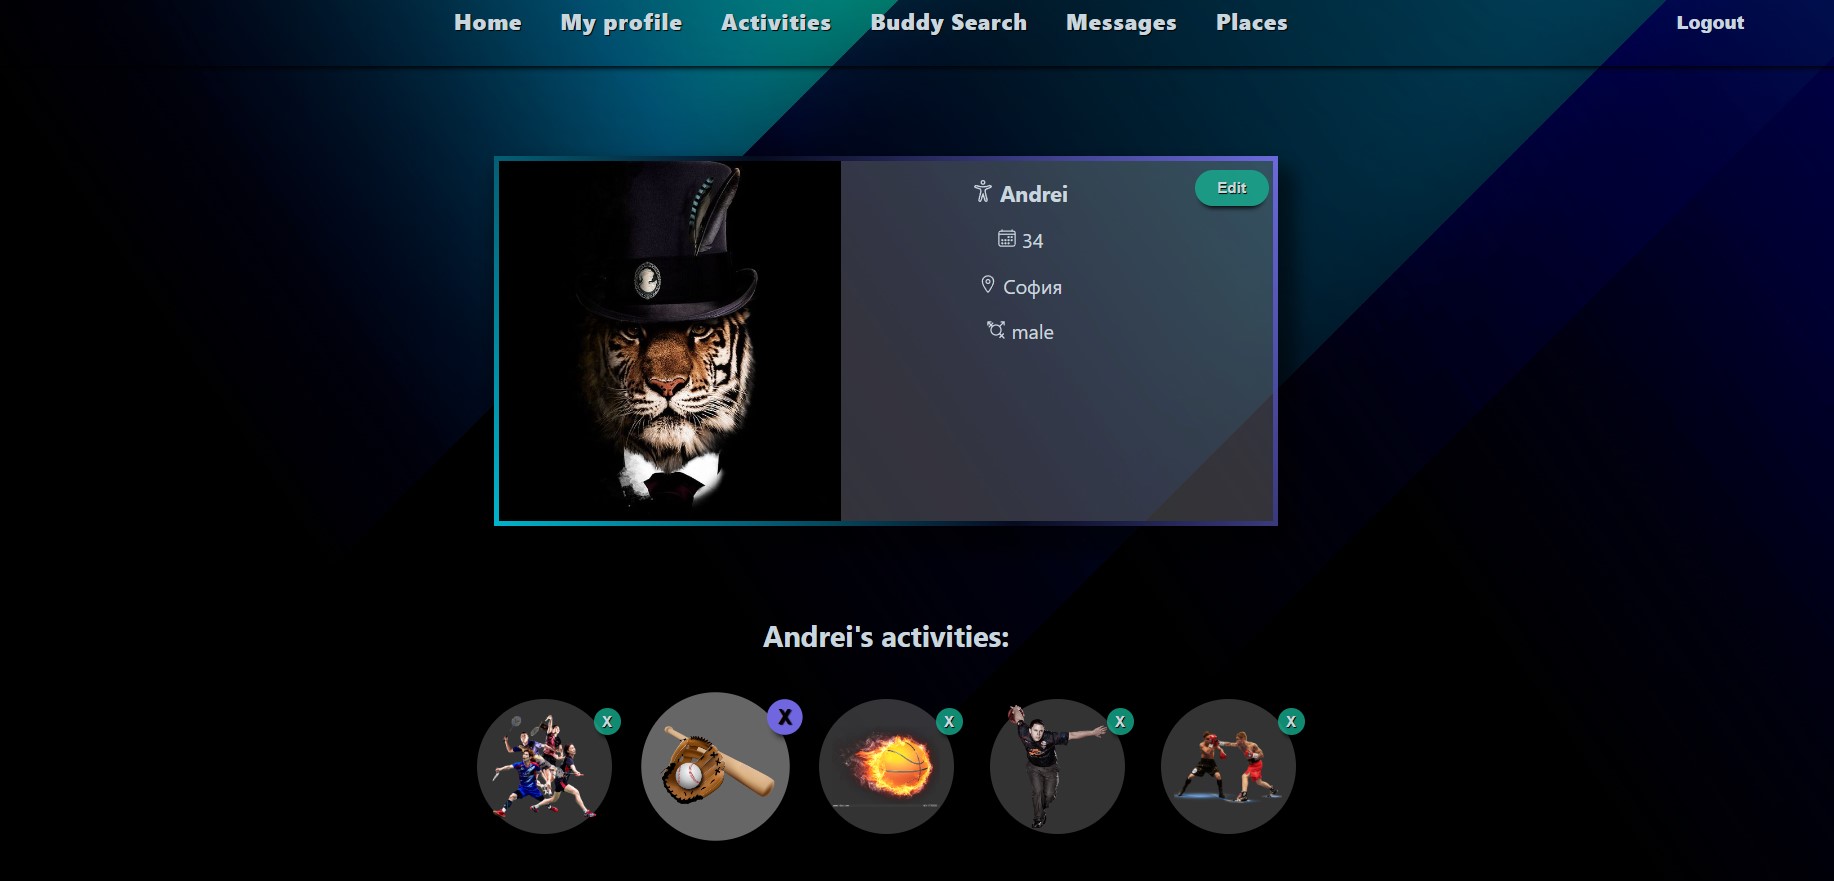 Home My profile Activities Buddy Search Messages Places Logout
Andrei
Edit
34
София
male
Andrei's activities:
X X X X X